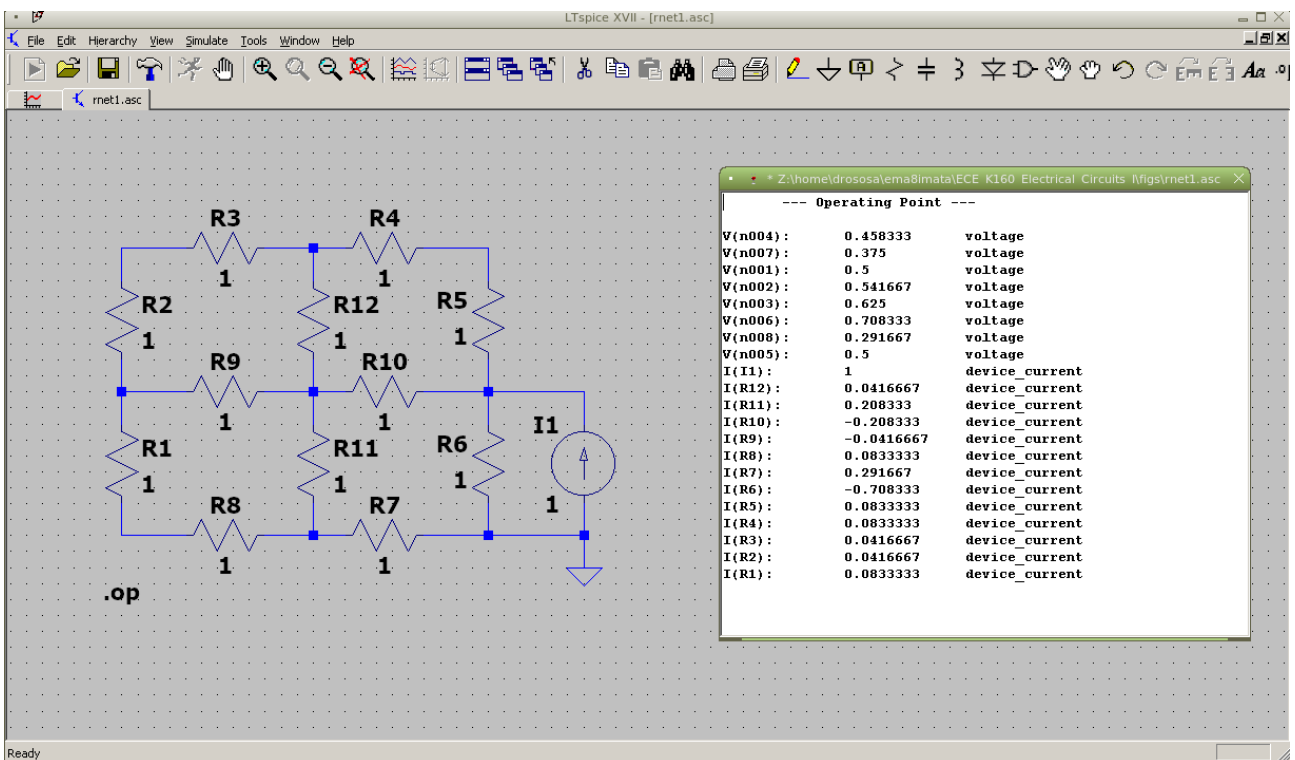 LTspice XVII - [rnet1.asc]
File Edit Hierarchy View Simulate Tools Window Help
rnet1.asc
* Z:\home\drososa\ema8imata\ECE_K160_Electrical_Circuits_I\figs\rnet1.asc
--- Operating Point ---
V(n004): 0.458333 voltage
V(n007): 0.375 voltage
V(n001): 0.5 voltage
V(n002): 0.541667 voltage
V(n003): 0.625 voltage
V(n006): 0.708333 voltage
V(n008): 0.291667 voltage
V(n005): 0.5 voltage
I(I1): 1 device_current
I(R12): 0.0416667 device_current
I(R11): 0.208333 device_current
I(R10): -0.208333 device_current
I(R9): -0.0416667 device_current
I(R8): 0.0833333 device_current
I(R7): 0.291667 device_current
I(R6): -0.708333 device_current
I(R5): 0.0833333 device_current
I(R4): 0.0833333 device_current
I(R3): 0.0416667 device_current
I(R2): 0.0416667 device_current
I(R1): 0.0833333 device_current
R3 R4
1 1
R2 R12 R5
1 1 1
R9 R10
1 1
I1
R1 R11 R6
1 1 1
R8 R7 1
1 1
.op
Ready